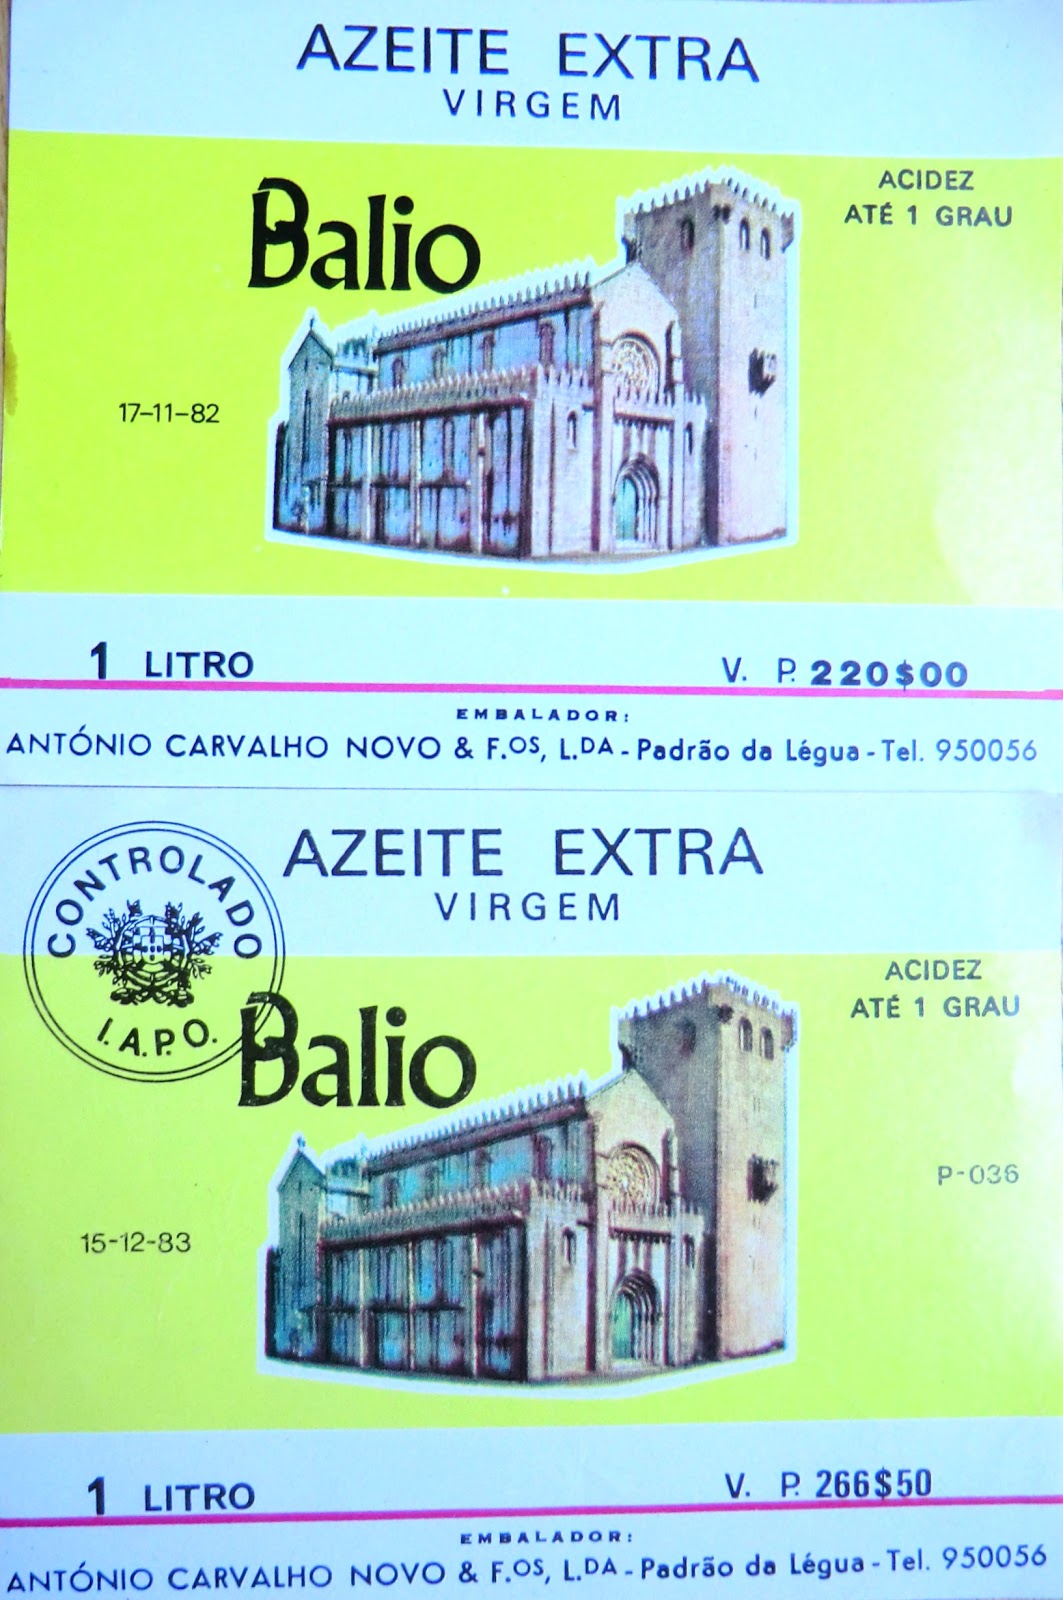 AZEITE EXTRA
VIRGEM
Balio
ACIDEZ
ATÉ 1 GRAU
17-11-82
1 LITRO
V. P. 220$00
EMBALADOR:
ANTÓNIO CARVALHO NOVO & F.OS, L.DA - Padrão da Légua - Tel. 950056
CONTROLADO
I.A.P.O.
AZEITE EXTRA
VIRGEM
Balio
ACIDEZ
ATÉ 1 GRAU
P-036
15-12-83
1 LITRO
V. P. 266$50
EMBALADOR:
ANTÓNIO CARVALHO NOVO & F.OS, L.DA - Padrão da Légua - Tel. 950056